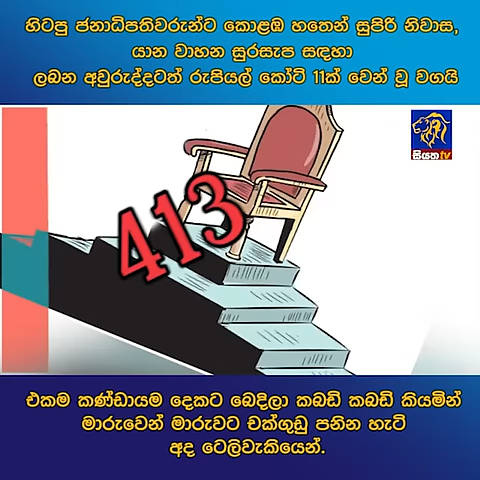 හිටපු ජනාධිපතිවරුන්ට කොළඹ හතෙන් සුපිරි නිවාස,
යාන වාහන සුරසැප සඳහා
ලබන අවුරුද්දටත් රුපියල් කෝටි 11ක් වෙන් වූ වගයි
සියත tv
413
එකම කණ්ඩායම දෙකට බෙදිලා කබඩි කබඩි කියමින්
මාරුවෙන් මාරුවට චක්ගුඩු පනින හැටි
අද ටෙලිවැකියෙන්.